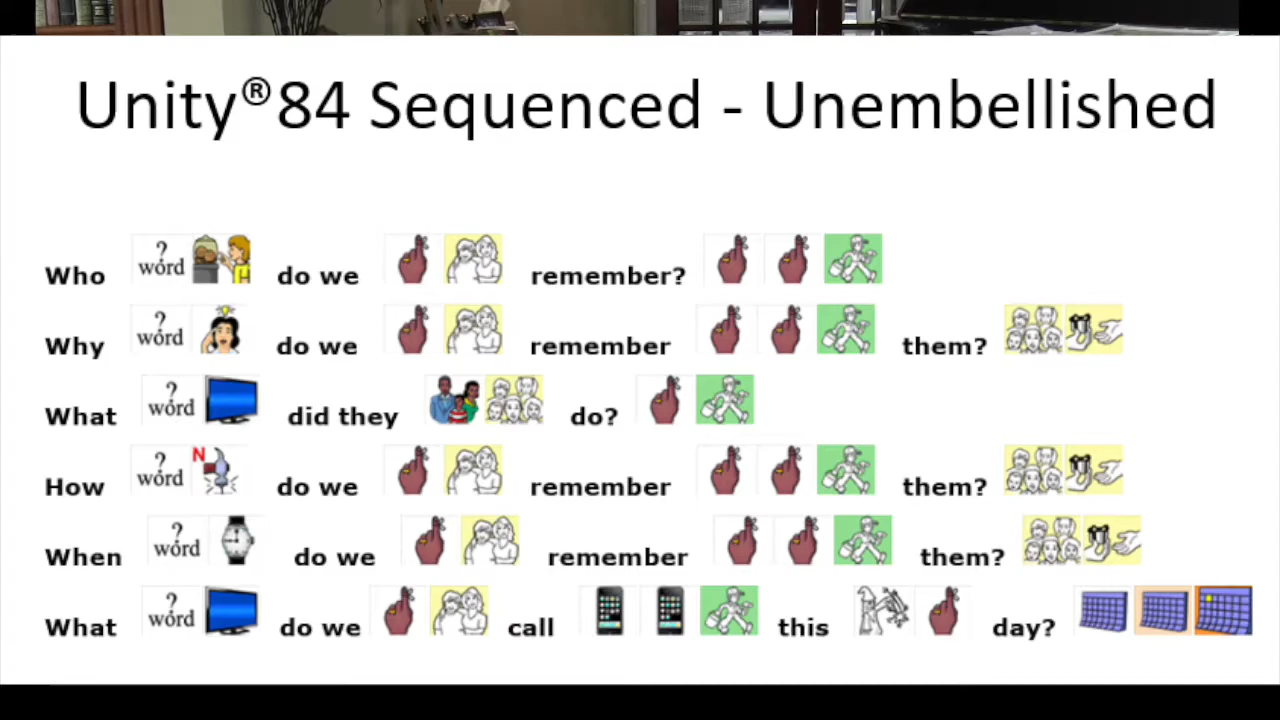 Unity®84 Sequenced - Unembellished
Who ? word do we remember?
Why ? word do we remember them?
What ? word did they do?
How ? word N do we remember them?
When ? word do we remember them?
What ? word do we call this day?